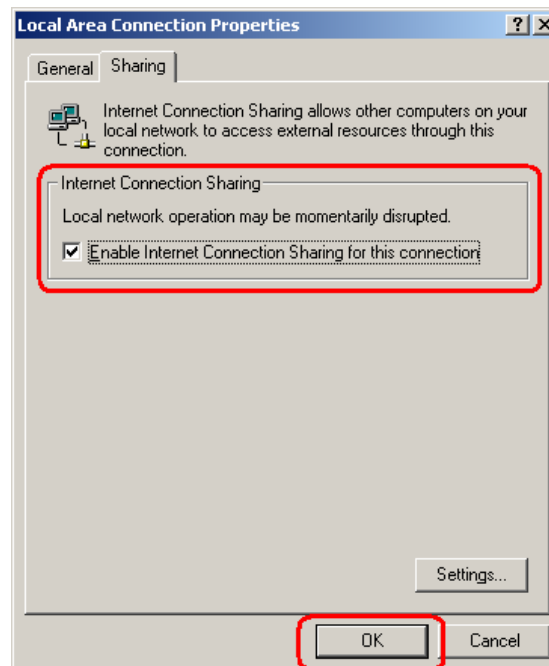 Local Area Connection Properties
General
Sharing
Internet Connection Sharing allows other computers on your
local network to access external resources through this
connection.
Internet Connection Sharing
Local network operation may be momentarily disrupted.
Enable Internet Connection Sharing for this connection
Settings...
OK
Cancel